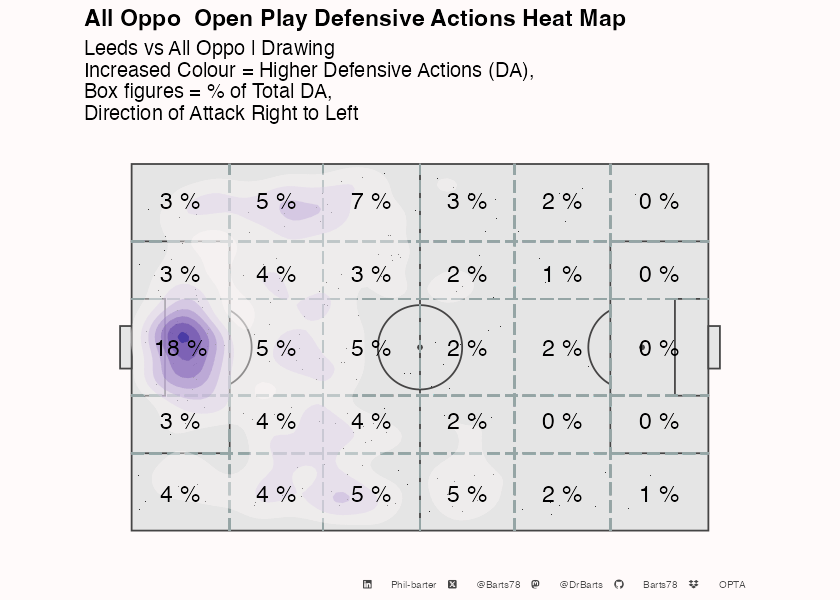 All Oppo  Open Play Defensive Actions Heat Map
Leeds vs All Oppo | Drawing
Increased Colour = Higher Defensive Actions (DA),
Box figures = % of Total DA,
Direction of Attack Right to Left
3 % 5 % 7 % 3 % 2 % 0 %
3 % 4 % 3 % 2 % 1 % 0 %
18 % 5 % 5 % 2 % 2 % 0 %
3 % 4 % 4 % 2 % 0 % 0 %
4 % 4 % 5 % 5 % 2 % 1 %
Phil-barter @Barts78 @DrBarts Barts78 OPTA